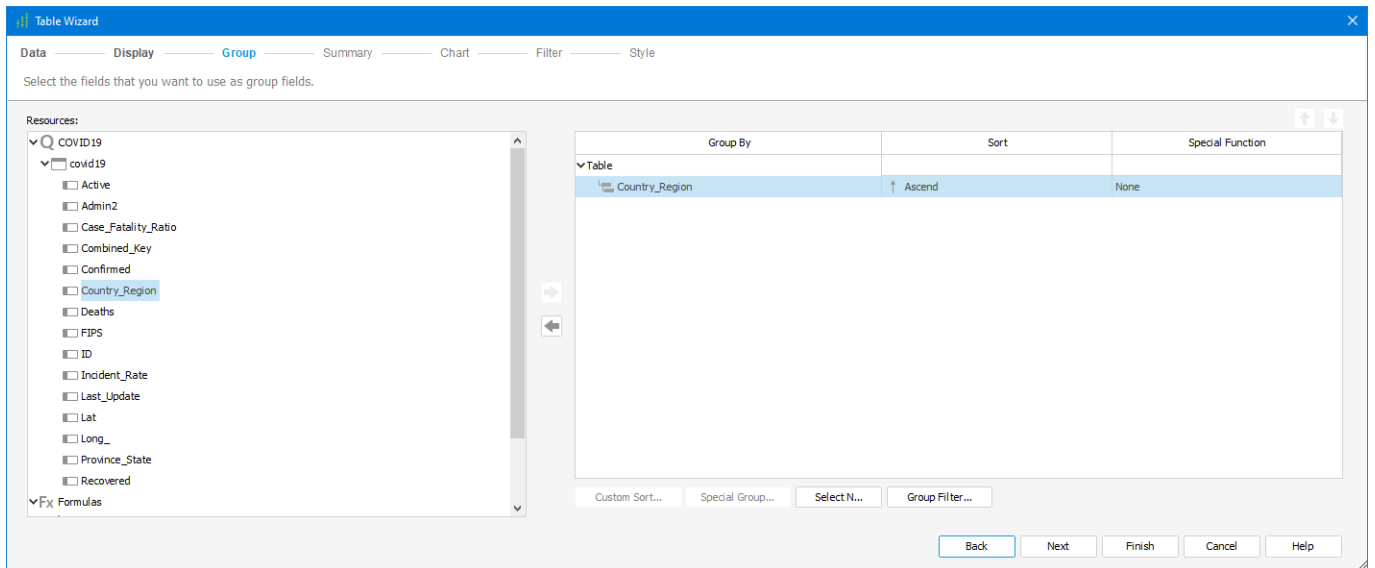 Table Wizard
Data Display Group Summary Chart Filter Style
Select the fields that you want to use as group fields.
Resources:
COVID19
covid19
Active
Admin2
Case_Fatality_Ratio
Combined_Key
Confirmed
Country_Region
Deaths
FIPS
ID
Incident_Rate
Last_Update
Lat
Long_
Province_State
Recovered
Fx Formulas
Group By Sort Special Function
Table
Country_Region Ascend None
Custom Sort... Special Group... Select N... Group Filter...
Back Next Finish Cancel Help